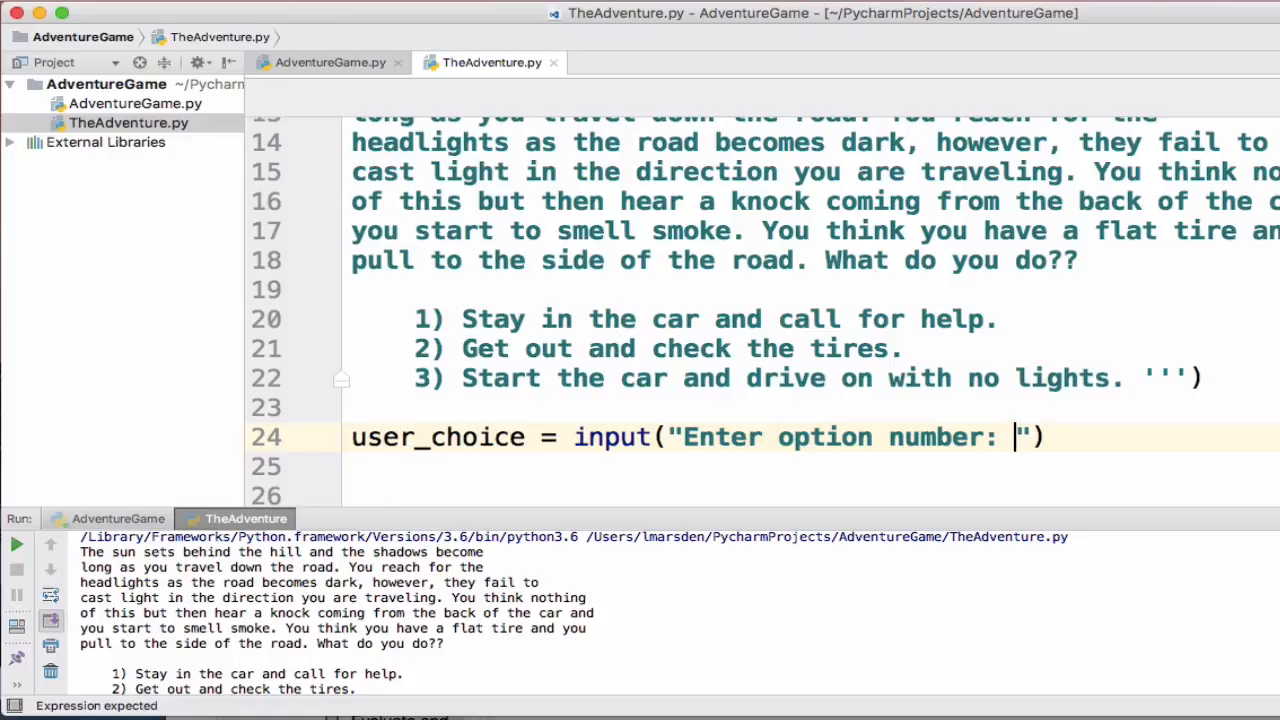 TheAdventure.py - AdventureGame - [~/PycharmProjects/AdventureGame]
AdventureGame TheAdventure.py
Project
AdventureGame.py TheAdventure.py
AdventureGame ~/Pycharm
AdventureGame.py
TheAdventure.py
External Libraries
13 long as you travel down the road. You reach for the
14 headlights as the road becomes dark, however, they fail to
15 cast light in the direction you are traveling. You think no
16 of this but then hear a knock coming from the back of the c
17 you start to smell smoke. You think you have a flat tire an
18 pull to the side of the road. What do you do??
19
20 1) Stay in the car and call for help.
21 2) Get out and check the tires.
22 3) Start the car and drive on with no lights. ''')
23
24 user_choice = input("Enter option number: ")
25
26
Run: AdventureGame TheAdventure
/Library/Frameworks/Python.framework/Versions/3.6/bin/python3.6 /Users/lmarsden/PycharmProjects/AdventureGame/TheAdventure.py
The sun sets behind the hill and the shadows become
long as you travel down the road. You reach for the
headlights as the road becomes dark, however, they fail to
cast light in the direction you are traveling. You think nothing
of this but then hear a knock coming from the back of the car and
you start to smell smoke. You think you have a flat tire and you
pull to the side of the road. What do you do??
1) Stay in the car and call for help.
2) Get out and check the tires.
Expression expected